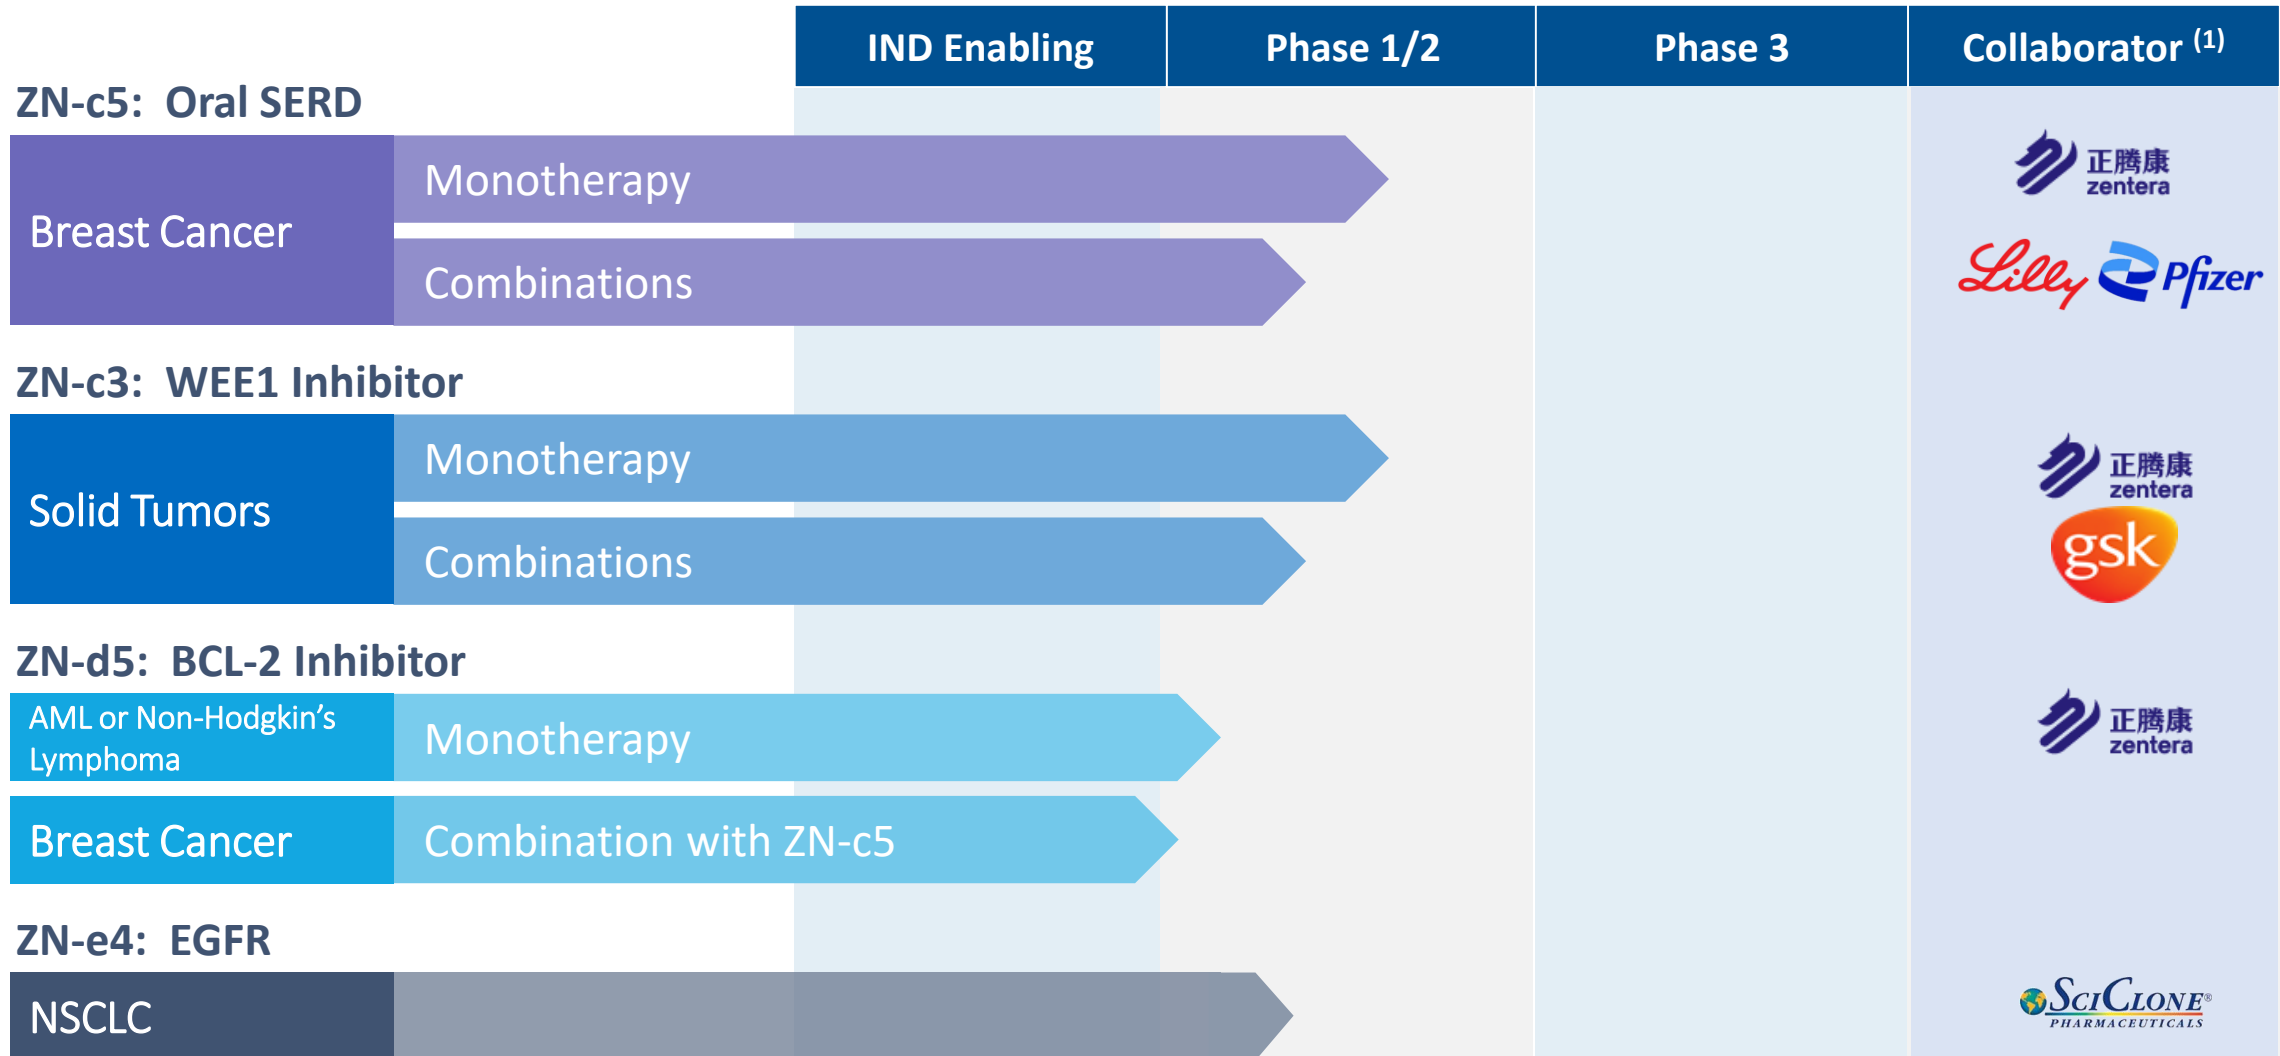 IND Enabling
Phase 1/2
Phase 3
Collaborator (1)
ZN-c5: Oral SERD
Breast Cancer
Monotherapy
正腾康
zentera
Combinations
Lilly
Pfizer
ZN-c3: WEE1 Inhibitor
Solid Tumors
Monotherapy
正腾康
zentera
Combinations
gsk
ZN-d5: BCL-2 Inhibitor
AML or Non-Hodgkin's
Lymphoma
Monotherapy
正腾康
zentera
Breast Cancer
Combination with ZN-c5
ZN-e4: EGFR
NSCLC
SCICLONE®
PHARMACEUTICALS